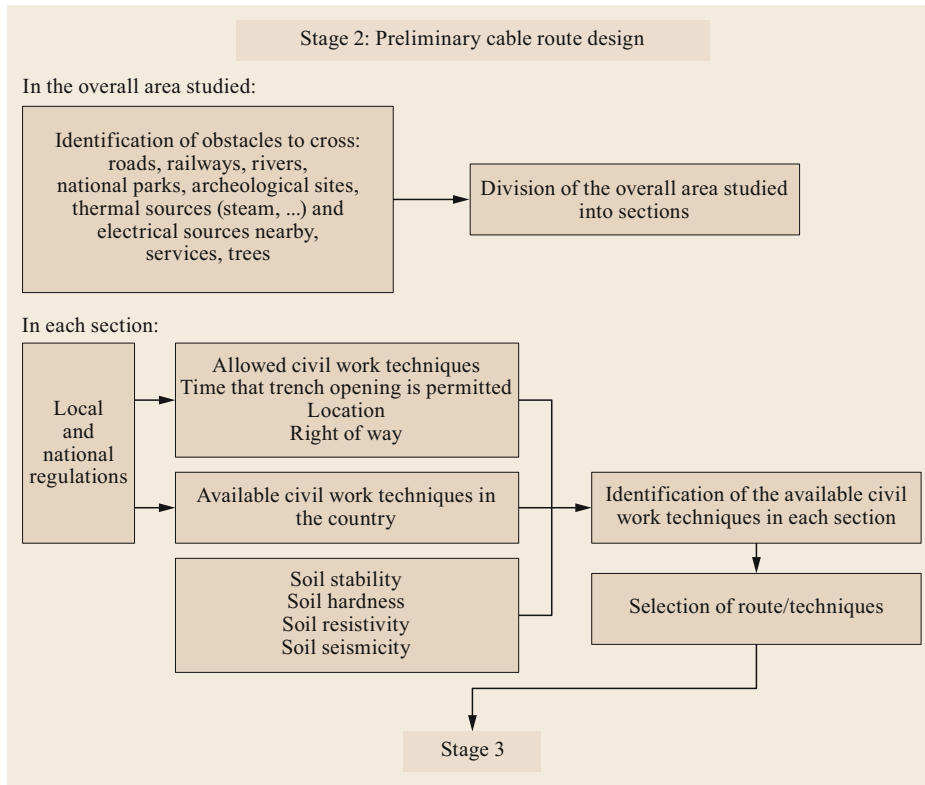 Stage 2: Preliminary cable route design
In the overall area studied:
Identification of obstacles to cross:
roads, railways, rivers,
national parks, archeological sites,
thermal sources (steam, ...) and
electrical sources nearby,
services, trees
Division of the overall area studied
into sections
In each section:
Local
and
national
regulations
Allowed civil work techniques
Time that trench opening is permitted
Location
Right of way
Available civil work techniques in
the country
Soil stability
Soil hardness
Soil resistivity
Soil seismicity
Identification of the available civil
work techniques in each section
Selection of route/techniques
Stage 3